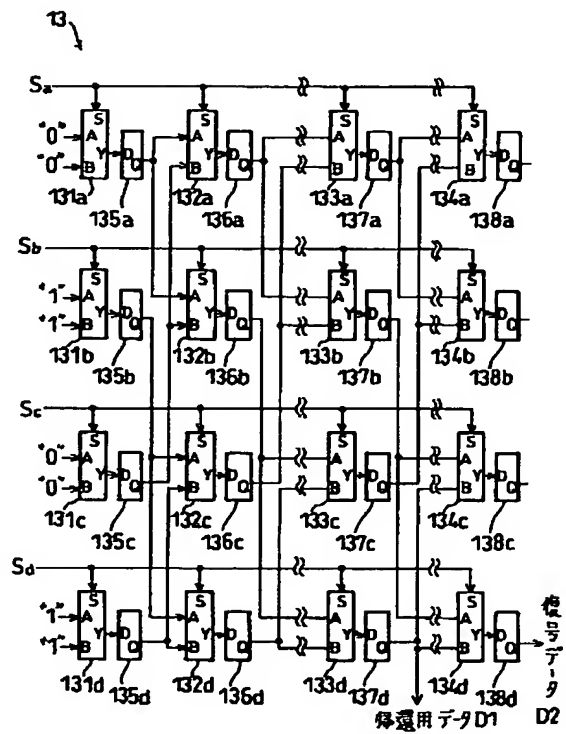 13
Sa
S S S S
"0" A A A A
Y D Y D Y D Y D
"0" B Q B Q B Q B Q
131a 132a 133a 134a
135a 136a 137a 138a
Sb
S S S S
"1" A A A A
Y D Y D Y D Y D
"1" B Q B Q B Q B Q
131b 132b 133b 134b
135b 136b 137b 138b
Sc
S S S S
"0" A A A A
Y D Y D Y D Y D
"0" B Q B Q B Q B Q
131c 132c 133c 134c
135c 136c 137c 138c
Sd
S S S S
"1" A A A A
Y D Y D Y D Y D
"1" B Q B Q B Q B Q
131d 132d 133d 134d
135d 136d 137d 138d
帰還用データD1
復号データ
D2